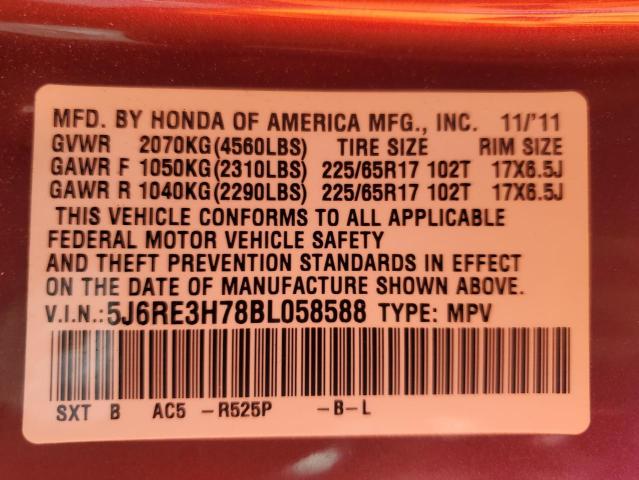 MFD. BY HONDA OF AMERICA MFG., INC. 11/'11
GVWR 2070KG(4560LBS) TIRE SIZE RIM SIZE
GAWR F 1050KG(2310LBS) 225/65R17 102T 17X6.5J
GAWR R 1040KG(2290LBS) 225/65R17 102T 17X6.5J
THIS VEHICLE CONFORMS TO ALL APPLICABLE
FEDERAL MOTOR VEHICLE SAFETY
AND THEFT PREVENTION STANDARDS IN EFFECT
ON THE DATE OF MANUFACTURE SHOWN ABOVE.
V.I.N.:5J6RE3H78BL058588 TYPE: MPV
SXT B AC5 -R525P -B-L